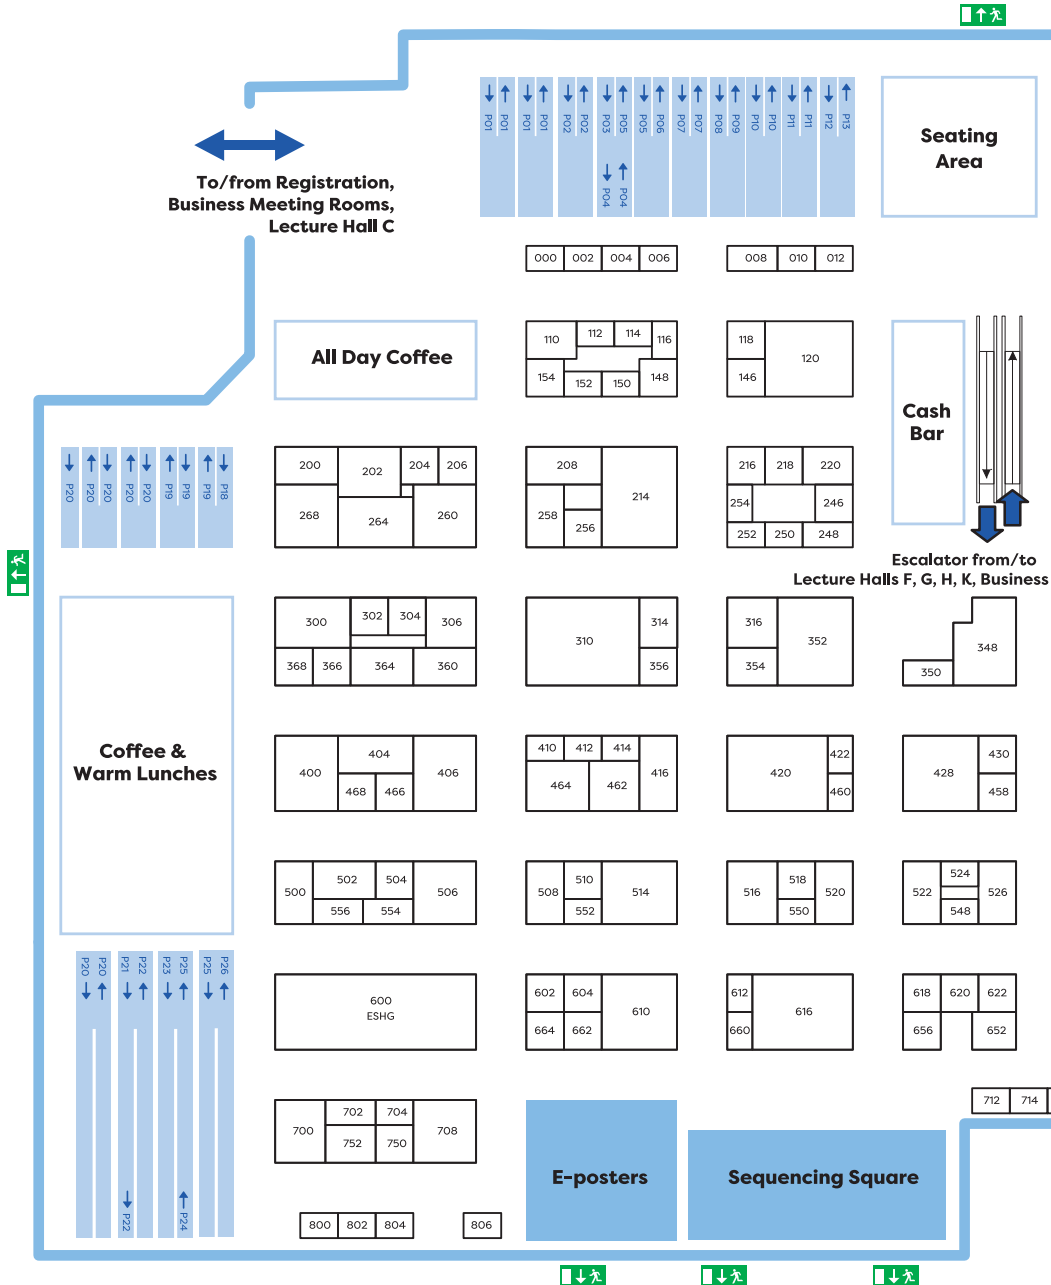 P01 P01 P01 P01 P02 P02 P03 P05 P05 P06 P07 P07 P08 P09 P10 P10 P11 P11 P12 P13
P04 P04
Seating
Area
To/from Registration,
Business Meeting Rooms,
Lecture Hall C
000 002 004 006 008 010 012
All Day Coffee
110 112 114 116 118 120
154 152 150 148 146
Cash
Bar
P20 P20 P20 P20 P20 P19 P19 P19 P18
200 202 204 206 208 214 216 218 220
268 264 260 258 256 254 246
252 250 248
Escalator from/to
Lecture Halls F, G, H, K, Business
300 302 304 306 310 314 316 352 348
368 366 364 360 356 354 350
Coffee &
Warm Lunches
400 404 406 410 412 414 416 420 422 428 430
468 466 464 462 460 458
500 502 504 506 508 510 514 516 518 520 522 524 526
556 554 552 550 548
P20 P20 P21 P22 P23 P25 P25 P26
600
ESHG
602 604 610 612 616 618 620 622
664 662 660 656 652
712 714
700 702 704 708
752 750
E-posters
Sequencing Square
P22 P24
800 802 804 806